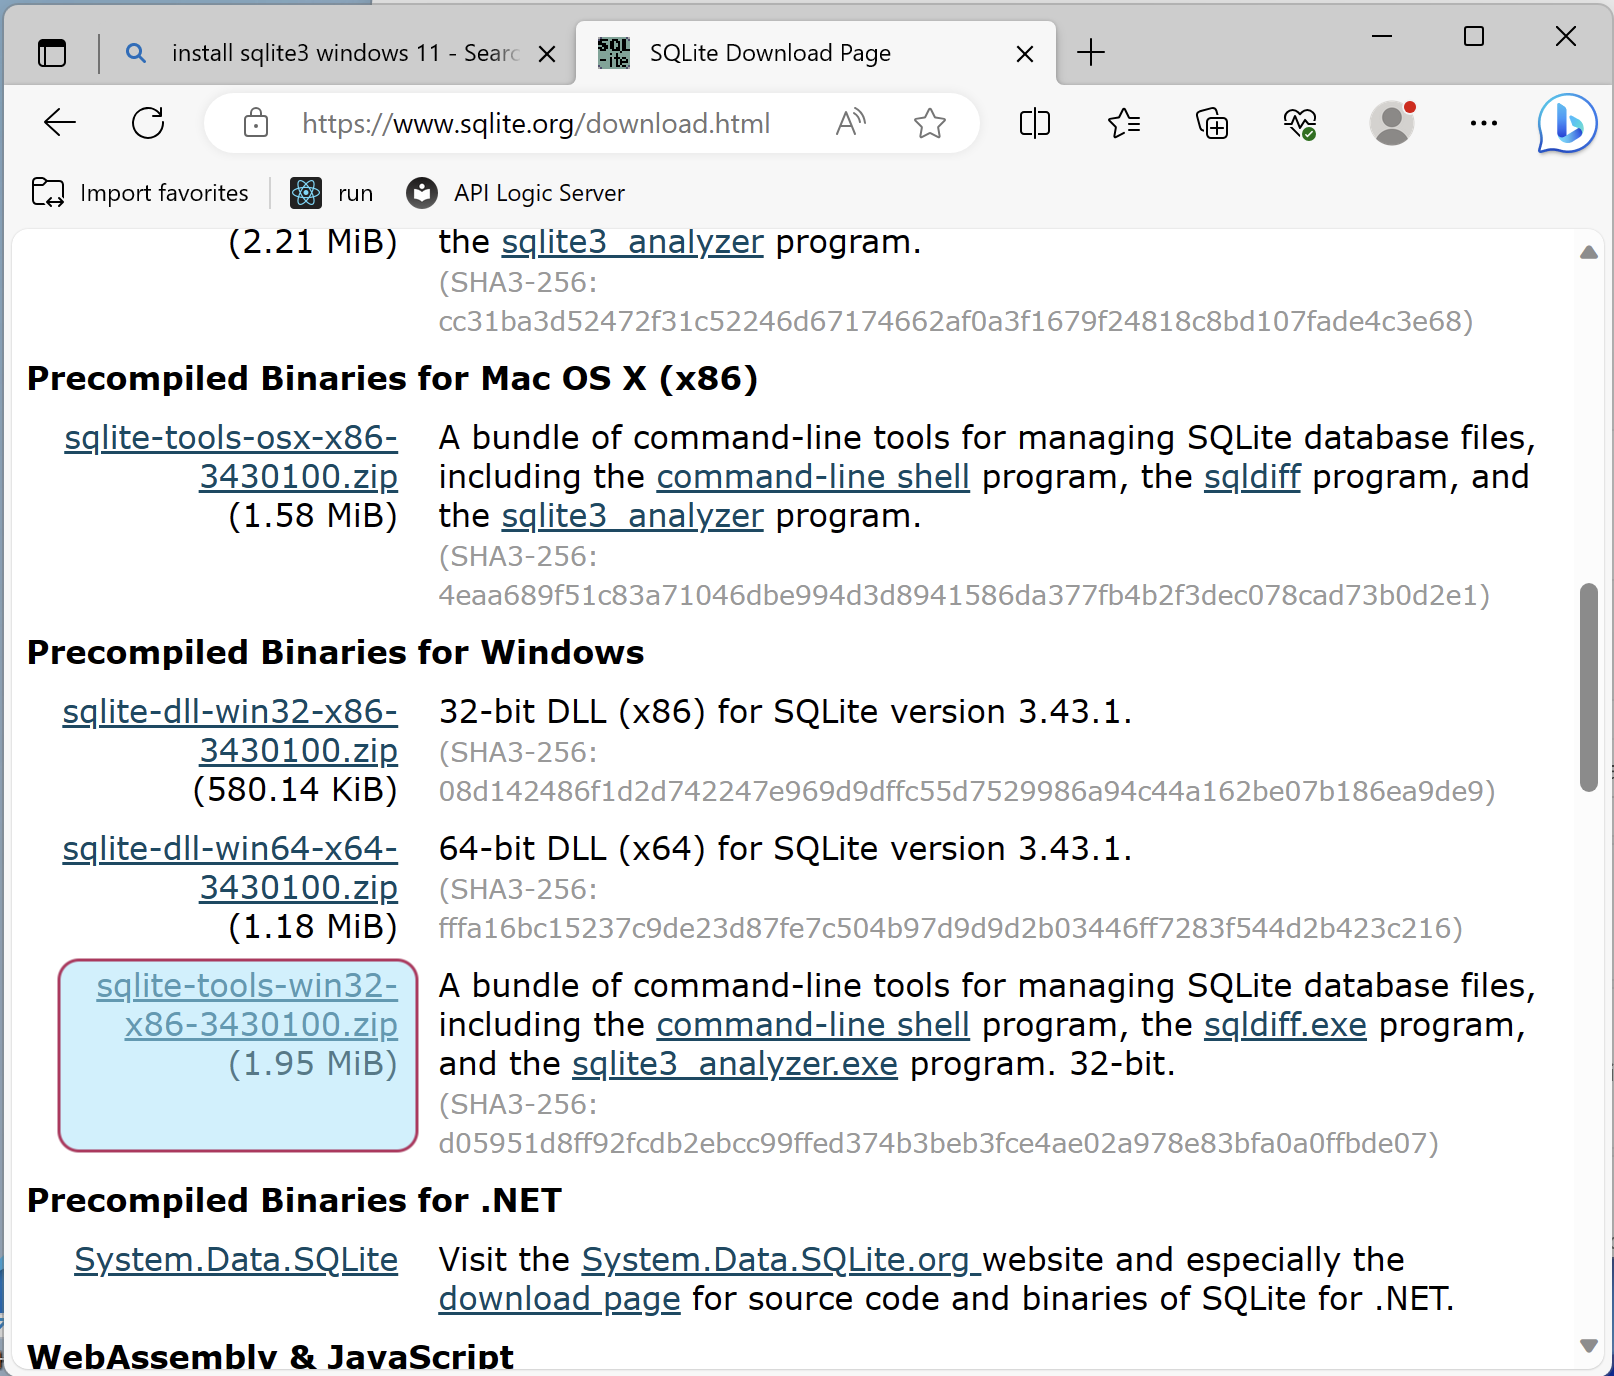 install sqlite3 windows 11 - Searc
SQL
-ite
SQLite Download Page
https://www.sqlite.org/download.html
Import favorites
run
API Logic Server
(2.21 MiB)
the sqlite3_analyzer program.
(SHA3-256:
cc31ba3d52472f31c52246d67174662af0a3f1679f24818c8bd107fade4c3e68)
Precompiled Binaries for Mac OS X (x86)
sqlite-tools-osx-x86-
3430100.zip
(1.58 MiB)
A bundle of command-line tools for managing SQLite database files,
including the command-line shell program, the sqldiff program, and
the sqlite3_analyzer program.
(SHA3-256:
4eaa689f51c83a71046dbe994d3d8941586da377fb4b2f3dec078cad73b0d2e1)
Precompiled Binaries for Windows
sqlite-dll-win32-x86-
3430100.zip
(580.14 KiB)
32-bit DLL (x86) for SQLite version 3.43.1.
(SHA3-256:
08d142486f1d2d742247e969d9dffc55d7529986a94c44a162be07b186ea9de9)
sqlite-dll-win64-x64-
3430100.zip
(1.18 MiB)
64-bit DLL (x64) for SQLite version 3.43.1.
(SHA3-256:
fffa16bc15237c9de23d87fe7c504b97d9d9d2b03446ff7283f544d2b423c216)
sqlite-tools-win32-
x86-3430100.zip
(1.95 MiB)
A bundle of command-line tools for managing SQLite database files,
including the command-line shell program, the sqldiff.exe program,
and the sqlite3_analyzer.exe program. 32-bit.
(SHA3-256:
d05951d8ff92fcdb2ebcc99ffed374b3beb3fce4ae02a978e83bfa0a0ffbde07)
Precompiled Binaries for .NET
System.Data.SQLite
Visit the System.Data.SQLite.org website and especially the
download page for source code and binaries of SQLite for .NET.
WebAssembly & JavaScript